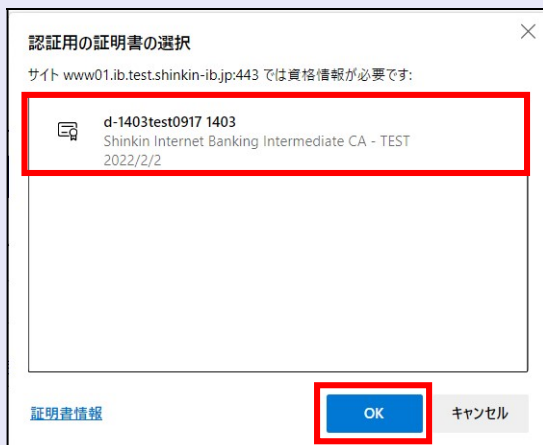 認証用の証明書の選択
サイト www01.ib.test.shinkin-ib.jp:443 では資格情報が必要です:
d-1403test0917 1403
Shinkin Internet Banking Intermediate CA - TEST
2022/2/2
証明書情報
OK
キャンセル